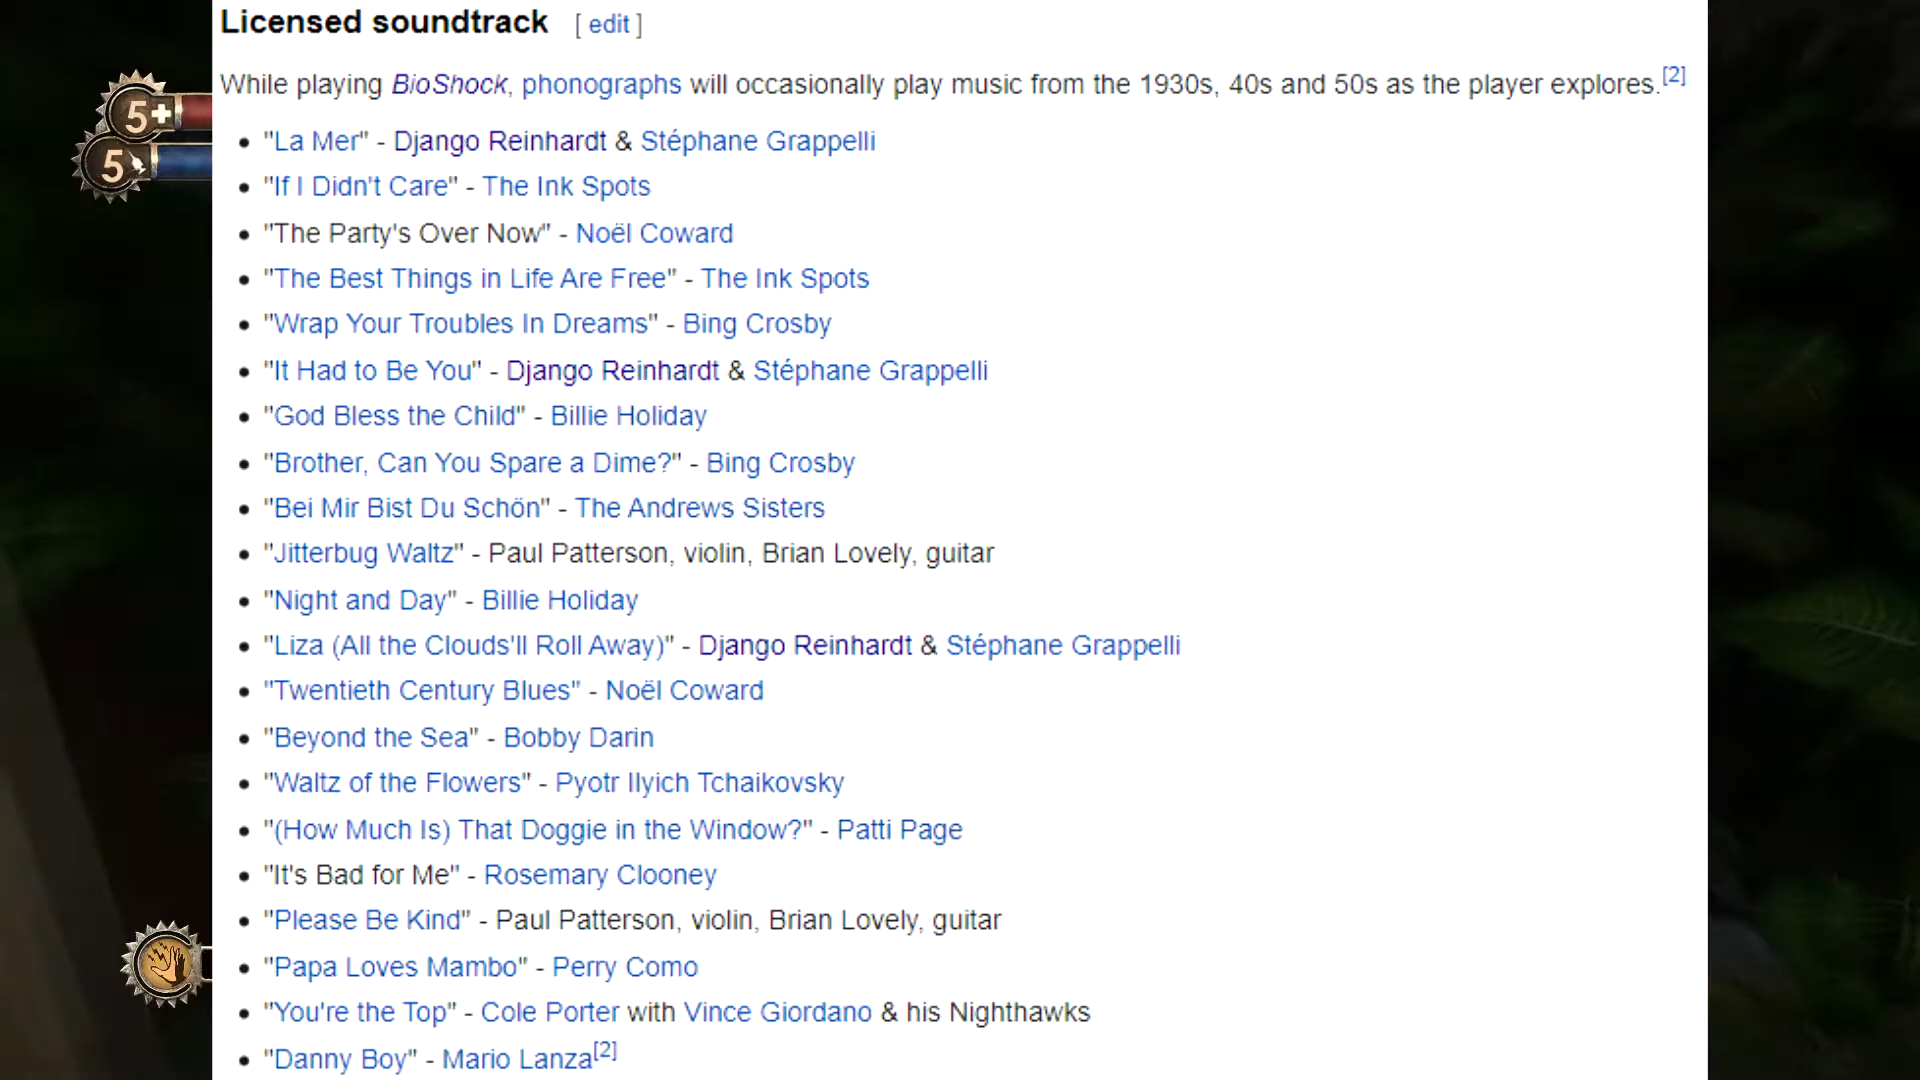 Licensed soundtrack [ edit ]
While playing BioShock, phonographs will occasionally play music from the 1930s, 40s and 50s as the player explores.[2]
5+
5
• "La Mer" - Django Reinhardt & Stéphane Grappelli
• "If I Didn't Care" - The Ink Spots
• "The Party's Over Now" - Noël Coward
• "The Best Things in Life Are Free" - The Ink Spots
• "Wrap Your Troubles In Dreams" - Bing Crosby
• "It Had to Be You" - Django Reinhardt & Stéphane Grappelli
• "God Bless the Child" - Billie Holiday
• "Brother, Can You Spare a Dime?" - Bing Crosby
• "Bei Mir Bist Du Schön" - The Andrews Sisters
• "Jitterbug Waltz" - Paul Patterson, violin, Brian Lovely, guitar
• "Night and Day" - Billie Holiday
• "Liza (All the Clouds'll Roll Away)" - Django Reinhardt & Stéphane Grappelli
• "Twentieth Century Blues" - Noël Coward
• "Beyond the Sea" - Bobby Darin
• "Waltz of the Flowers" - Pyotr Ilyich Tchaikovsky
• "(How Much Is) That Doggie in the Window?" - Patti Page
• "It's Bad for Me" - Rosemary Clooney
• "Please Be Kind" - Paul Patterson, violin, Brian Lovely, guitar
• "Papa Loves Mambo" - Perry Como
• "You're the Top" - Cole Porter with Vince Giordano & his Nighthawks
• "Danny Boy" - Mario Lanza[2]